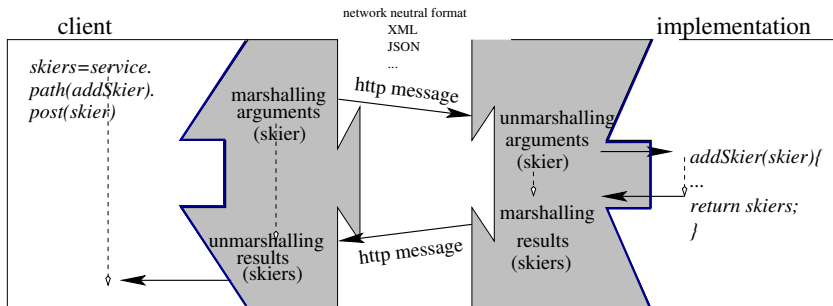 client
network neutral format
XML
JSON
...
implementation
skiers=service.
path(addSkier).
post(skier)
marshalling
arguments
(skier)
http message
unmarshalling
arguments
(skier)
addSkier(skier){
...
return skiers;
}
marshalling
results
(skiers)
http message
unmarshalling
results
(skiers)